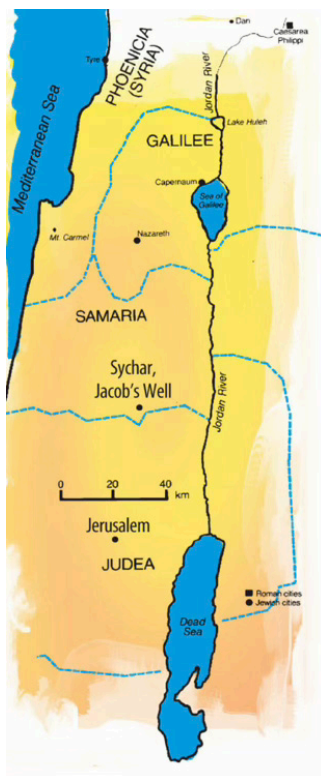 Dan
Caesarea
Philippi
Tyre
PHOENICIA
(SYRIA)
Mediterranean Sea
Jordan River
Lake Huleh
GALILEE
Capernaum
Sea of
Galilee
Mt. Carmel
Nazareth
SAMARIA
Sychar,
Jacob's Well
Jordan River
0 20 40
km
Jerusalem
JUDEA
Roman cities
Jewish cities
Dead
Sea